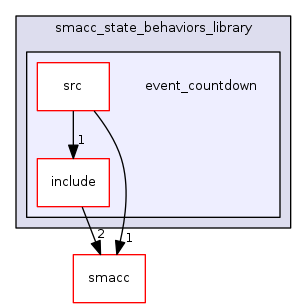 smacc_state_behaviors_library
src
event_countdown
1
include
2
1
smacc